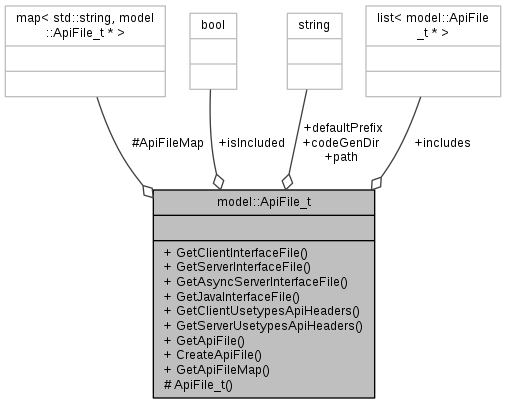 map< std::string, model
::ApiFile_t * >
bool
string
list< model::ApiFile
_t * >
#ApiFileMap
+isIncluded
+defaultPrefix
+codeGenDir
+path
+includes
model::ApiFile_t
+ GetClientInterfaceFile()
+ GetServerInterfaceFile()
+ GetAsyncServerInterfaceFile()
+ GetJavaInterfaceFile()
+ GetClientUsetypesApiHeaders()
+ GetServerUsetypesApiHeaders()
+ GetApiFile()
+ CreateApiFile()
+ GetApiFileMap()
# ApiFile_t()